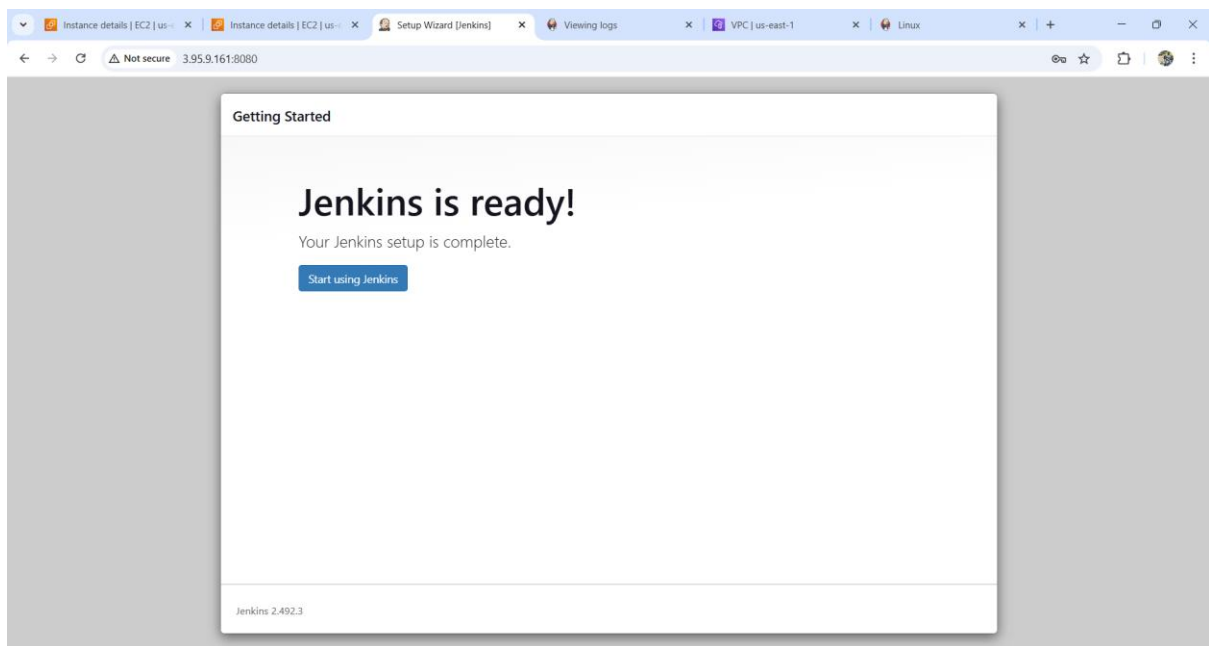 Instance details | EC2 | us-
Instance details | EC2 | us-
Setup Wizard [Jenkins]
Viewing logs
VPC | us-east-1
Linux
Not secure
3.95.9.161:8080
Getting Started
Jenkins is ready!
Your Jenkins setup is complete.
Start using Jenkins
Jenkins 2.492.3